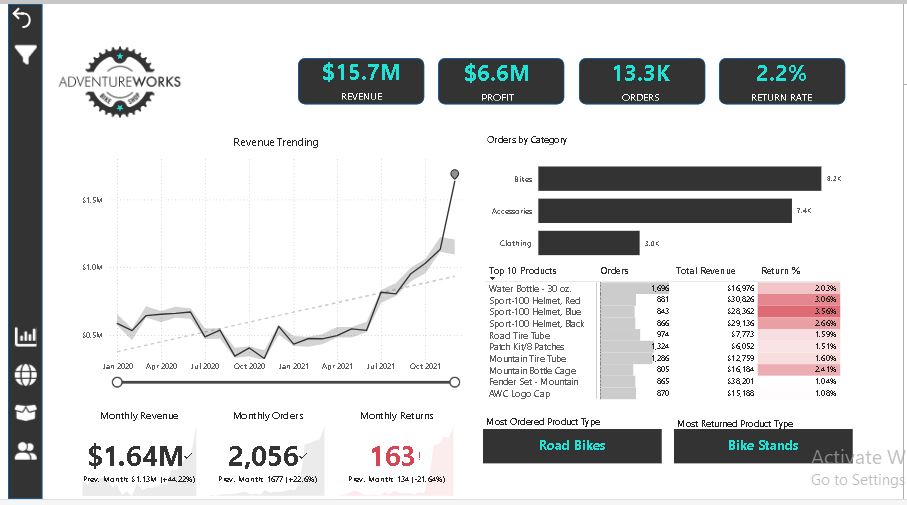 ADVENTUREWORKS
BIKE SHOP
$15.7M
REVENUE
$6.6M
PROFIT
13.3K
ORDERS
2.2%
RETURN RATE
Revenue Trending
$1.5M
$1.0M
$0.5M
Jan 2020 Apr 2020 Jul 2020 Oct 2020 Jan 2021 Apr 2021 Jul 2021 Oct 2021
Orders by Category
Bikes 8.2K
Accessories 7.4K
Clothing 3.0K
Top 10 Products Orders Total Revenue Return %
Water Bottle - 30 oz. 1,696 $16,976 2.03%
Sport-100 Helmet, Red 881 $30,826 3.06%
Sport-100 Helmet, Blue 843 $28,362 3.56%
Sport-100 Helmet, Black 866 $29,136 2.66%
Road Tire Tube 974 $7,773 1.59%
Patch Kit/8 Patches 1,324 $6,052 1.51%
Mountain Tire Tube 1,286 $12,759 1.60%
Mountain Bottle Cage 805 $16,184 2.41%
Fender Set - Mountain 865 $38,201 1.04%
AWC Logo Cap 870 $15,188 1.08%
Monthly Revenue
$1.64M
Prev. Month: $1.13M (+44.22%)
Monthly Orders
2,056
Prev. Month: 1677 (+22.6%)
Monthly Returns
163!
Prev. Month: 134 (-21.64%)
Most Ordered Product Type
Road Bikes
Most Returned Product Type
Bike Stands
Activate W
Go to Settings